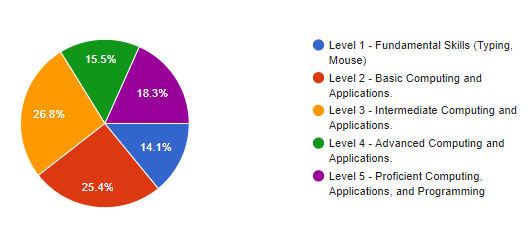 15.5%
18.3%
26.8%
14.1%
25.4%
Level 1 - Fundamental Skills (Typing,
Mouse)
Level 2 - Basic Computing and
Applications.
Level 3 - Intermediate Computing and
Applications.
Level 4 - Advanced Computing and
Applications.
Level 5 - Proficient Computing,
Applications, and Programming